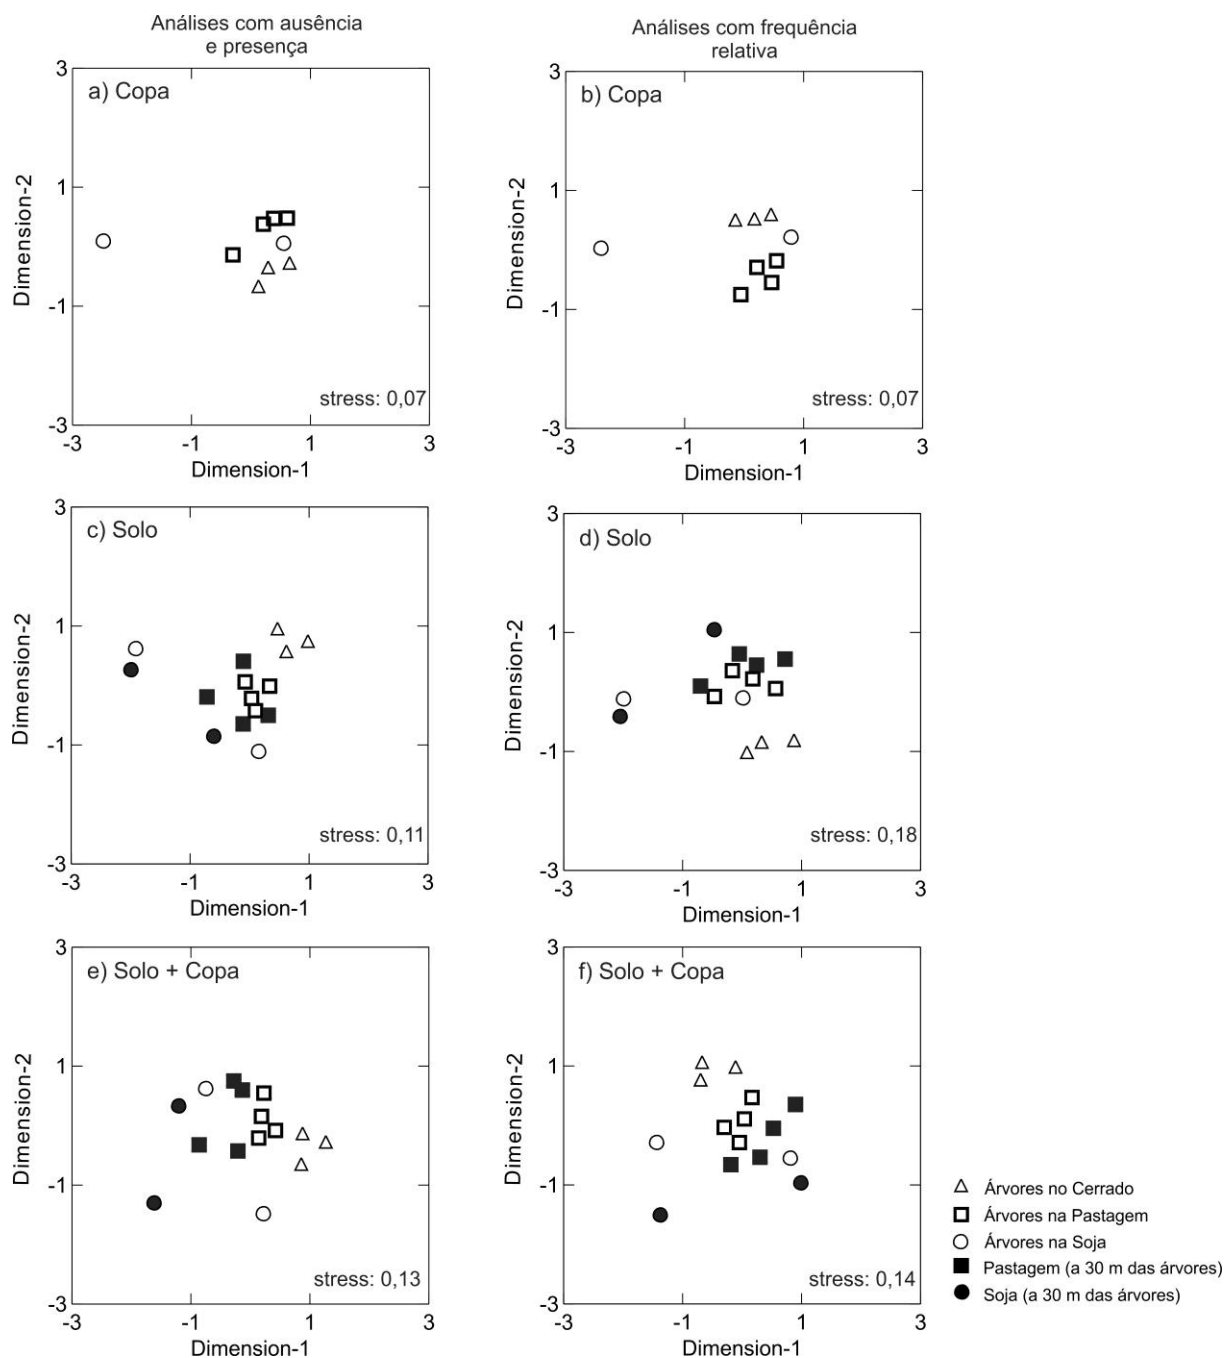 Análises com ausência
e presença
Análises com frequência
relativa
3
a) Copa
1
Dimension-2
-1
stress: 0,07
-3
-3 -1 1 3
Dimension-1
3
b) Copa
1
Dimension-2
-1
stress: 0,07
-3
-3 -1 1 3
Dimension-1
3
c) Solo
1
Dimension-2
-1
stress: 0,11
-3
-3 -1 1 3
Dimension-1
3
d) Solo
1
Dimension-2
-1
stress: 0,18
-3
-3 -1 1 3
Dimension-1
3
e) Solo + Copa
1
Dimension-2
-1
stress: 0,13
-3
-3 -1 1 3
Dimension-1
3
f) Solo + Copa
1
Dimension-2
-1
stress: 0,14
-3
-3 -1 1 3
Dimension-1
Árvores no Cerrado
Árvores na Pastagem
Árvores na Soja
Pastagem (a 30 m das árvores)
Soja (a 30 m das árvores)